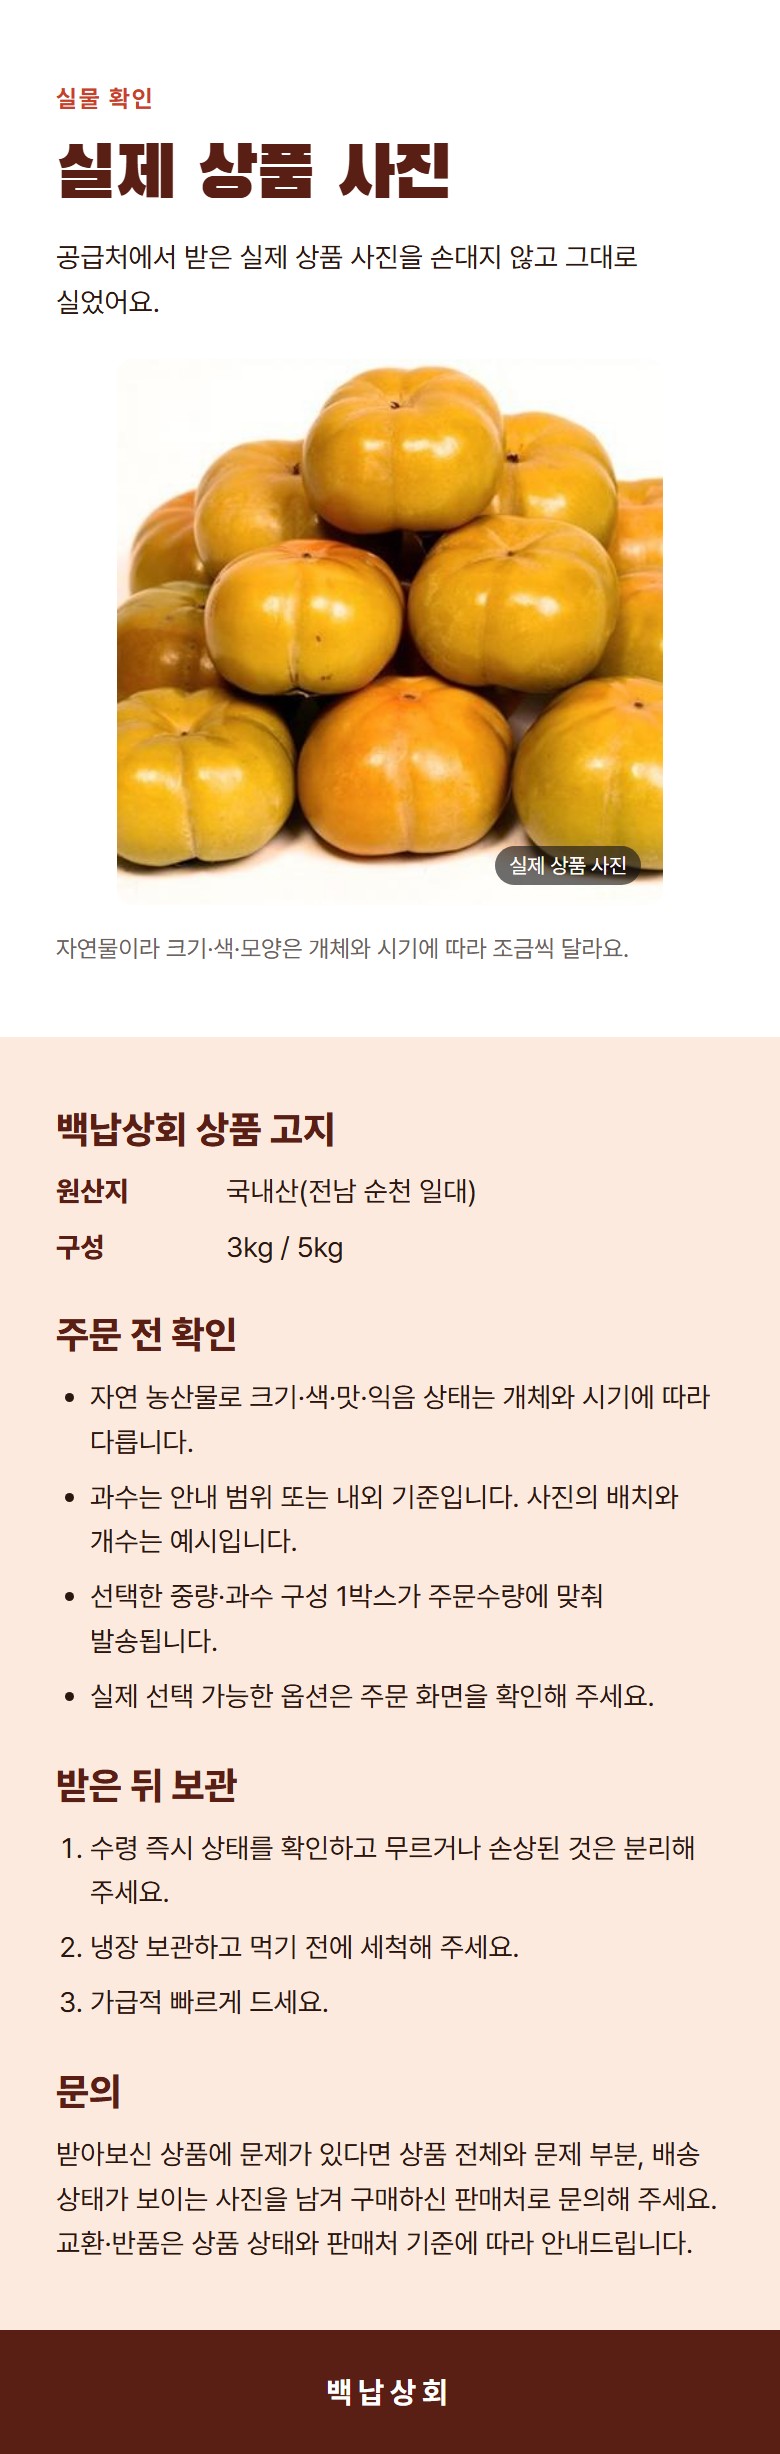 실물 확인
실제 상품 사진
공급처에서 받은 실제 상품 사진을 손대지 않고 그대로
실었어요.
실제 상품 사진
자연물이라 크기·색·모양은 개체와 시기에 따라 조금씩 달라요.
백납상회 상품 고지
원산지 국내산(전남 순천 일대)
구성 3kg / 5kg
주문 전 확인
• 자연 농산물로 크기·색·맛·익음 상태는 개체와 시기에 따라
다릅니다.
• 과수는 안내 범위 또는 내외 기준입니다. 사진의 배치와
개수는 예시입니다.
• 선택한 중량·과수 구성 1박스가 주문수량에 맞춰
발송됩니다.
• 실제 선택 가능한 옵션은 주문 화면을 확인해 주세요.
받은 뒤 보관
1. 수령 즉시 상태를 확인하고 무르거나 손상된 것은 분리해
주세요.
2. 냉장 보관하고 먹기 전에 세척해 주세요.
3. 가급적 빠르게 드세요.
문의
받아보신 상품에 문제가 있다면 상품 전체와 문제 부분, 배송
상태가 보이는 사진을 남겨 구매하신 판매처로 문의해 주세요.
교환·반품은 상품 상태와 판매처 기준에 따라 안내드립니다.
백납상회